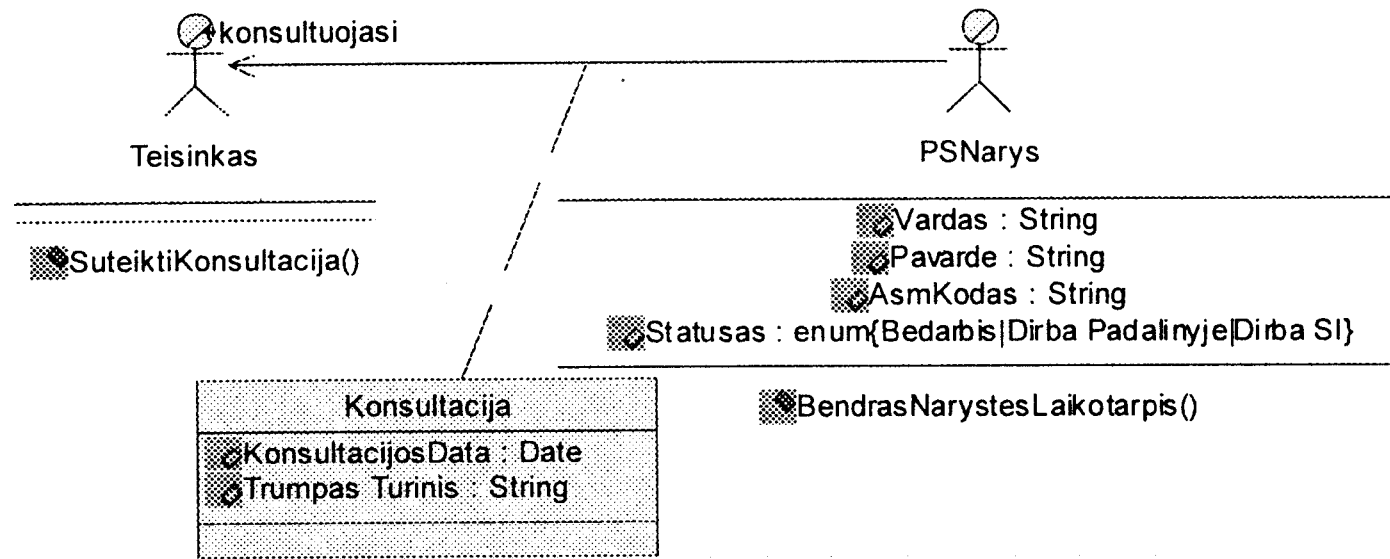 +konsultuojasi
Teisinkas
PSNarys
SuteiktiKonsultacija()
Vardas : String
Pavarde : String
AsmKodas : String
Statusas : enum{Bedarbis|Dirba Padalinyje|Dirba SI}
BendrasNarystesLaikotarpis()
Konsultacija
KonsultacijosData : Date
Trumpas Turinis : String